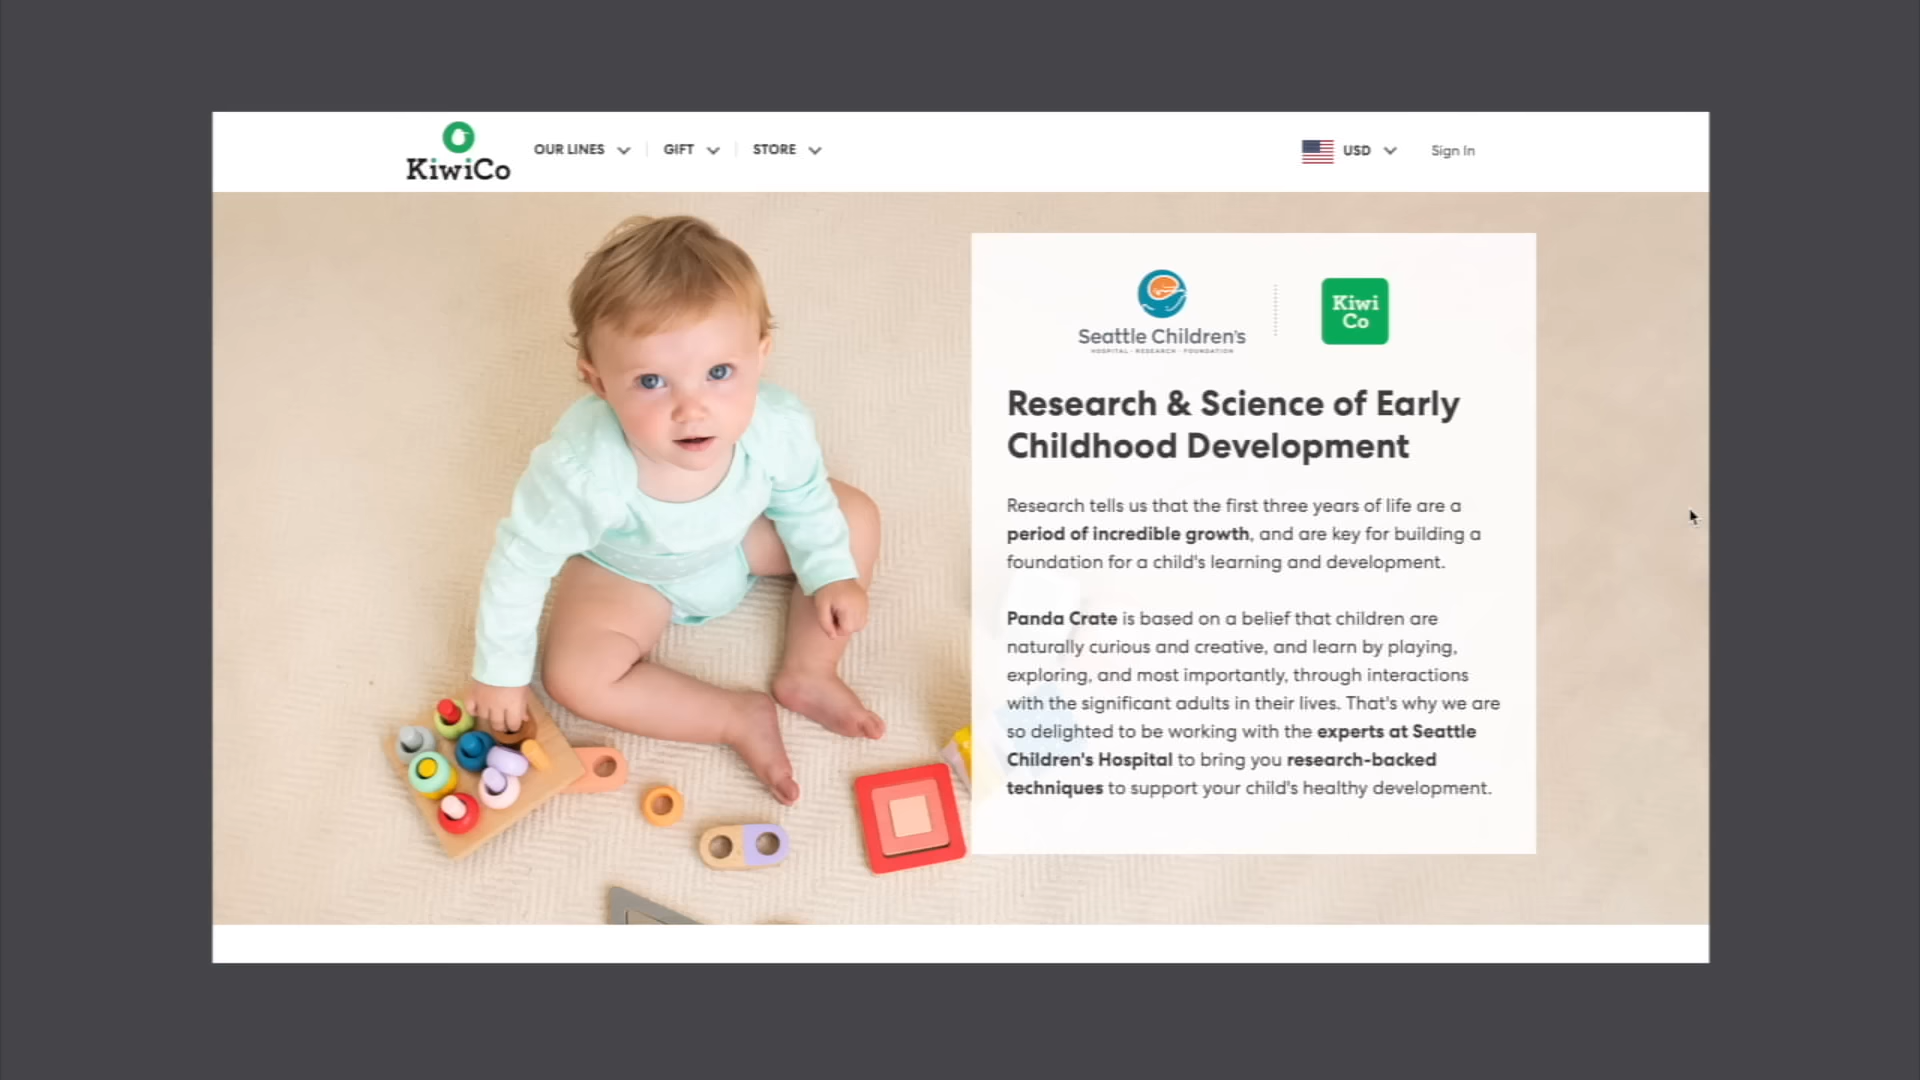 KiwiCo
OUR LINES
GIFT
STORE
USD
Sign In
Seattle Children's
HOSPITAL · RESEARCH · FOUNDATION
Kiwi
Co
Research & Science of Early
Childhood Development
Research tells us that the first three years of life are a
period of incredible growth, and are key for building a
foundation for a child's learning and development.
Panda Crate is based on a belief that children are
naturally curious and creative, and learn by playing,
exploring, and most importantly, through interactions
with the significant adults in their lives. That's why we are
so delighted to be working with the experts at Seattle
Children's Hospital to bring you research-backed
techniques to support your child's healthy development.